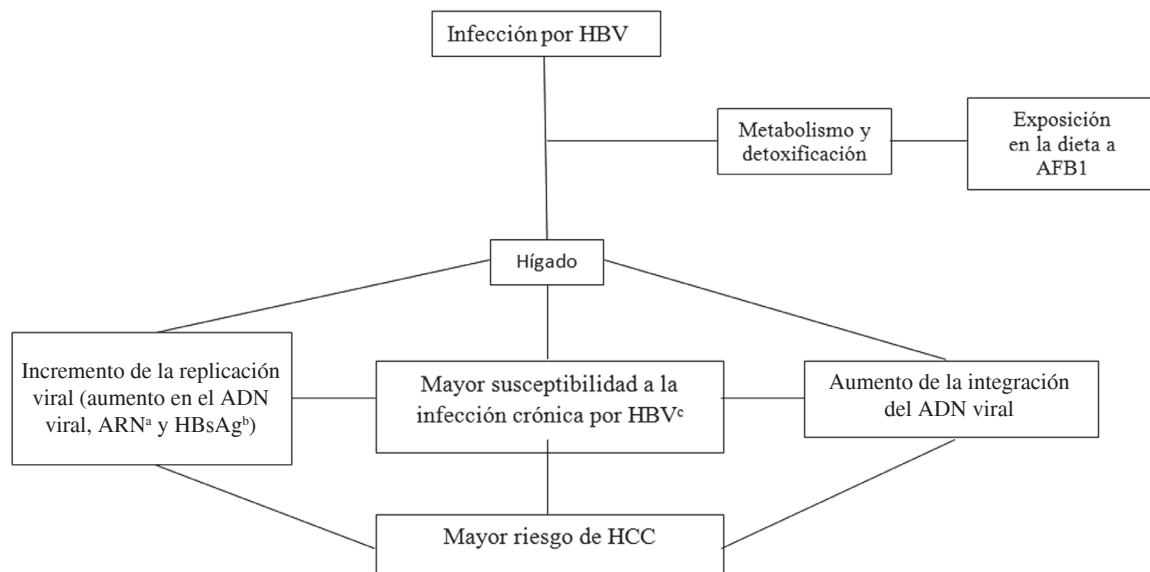 Infección por HBV
Metabolismo y
detoxificación
Exposición
en la dieta a
AFB1
Hígado
Incremento de la replicación
viral (aumento en el ADN
viral, ARNᵃ y HBsAgᵇ)
Mayor susceptibilidad a la
infección crónica por HBVᶜ
Aumento de la integración
del ADN viral
Mayor riesgo de HCC